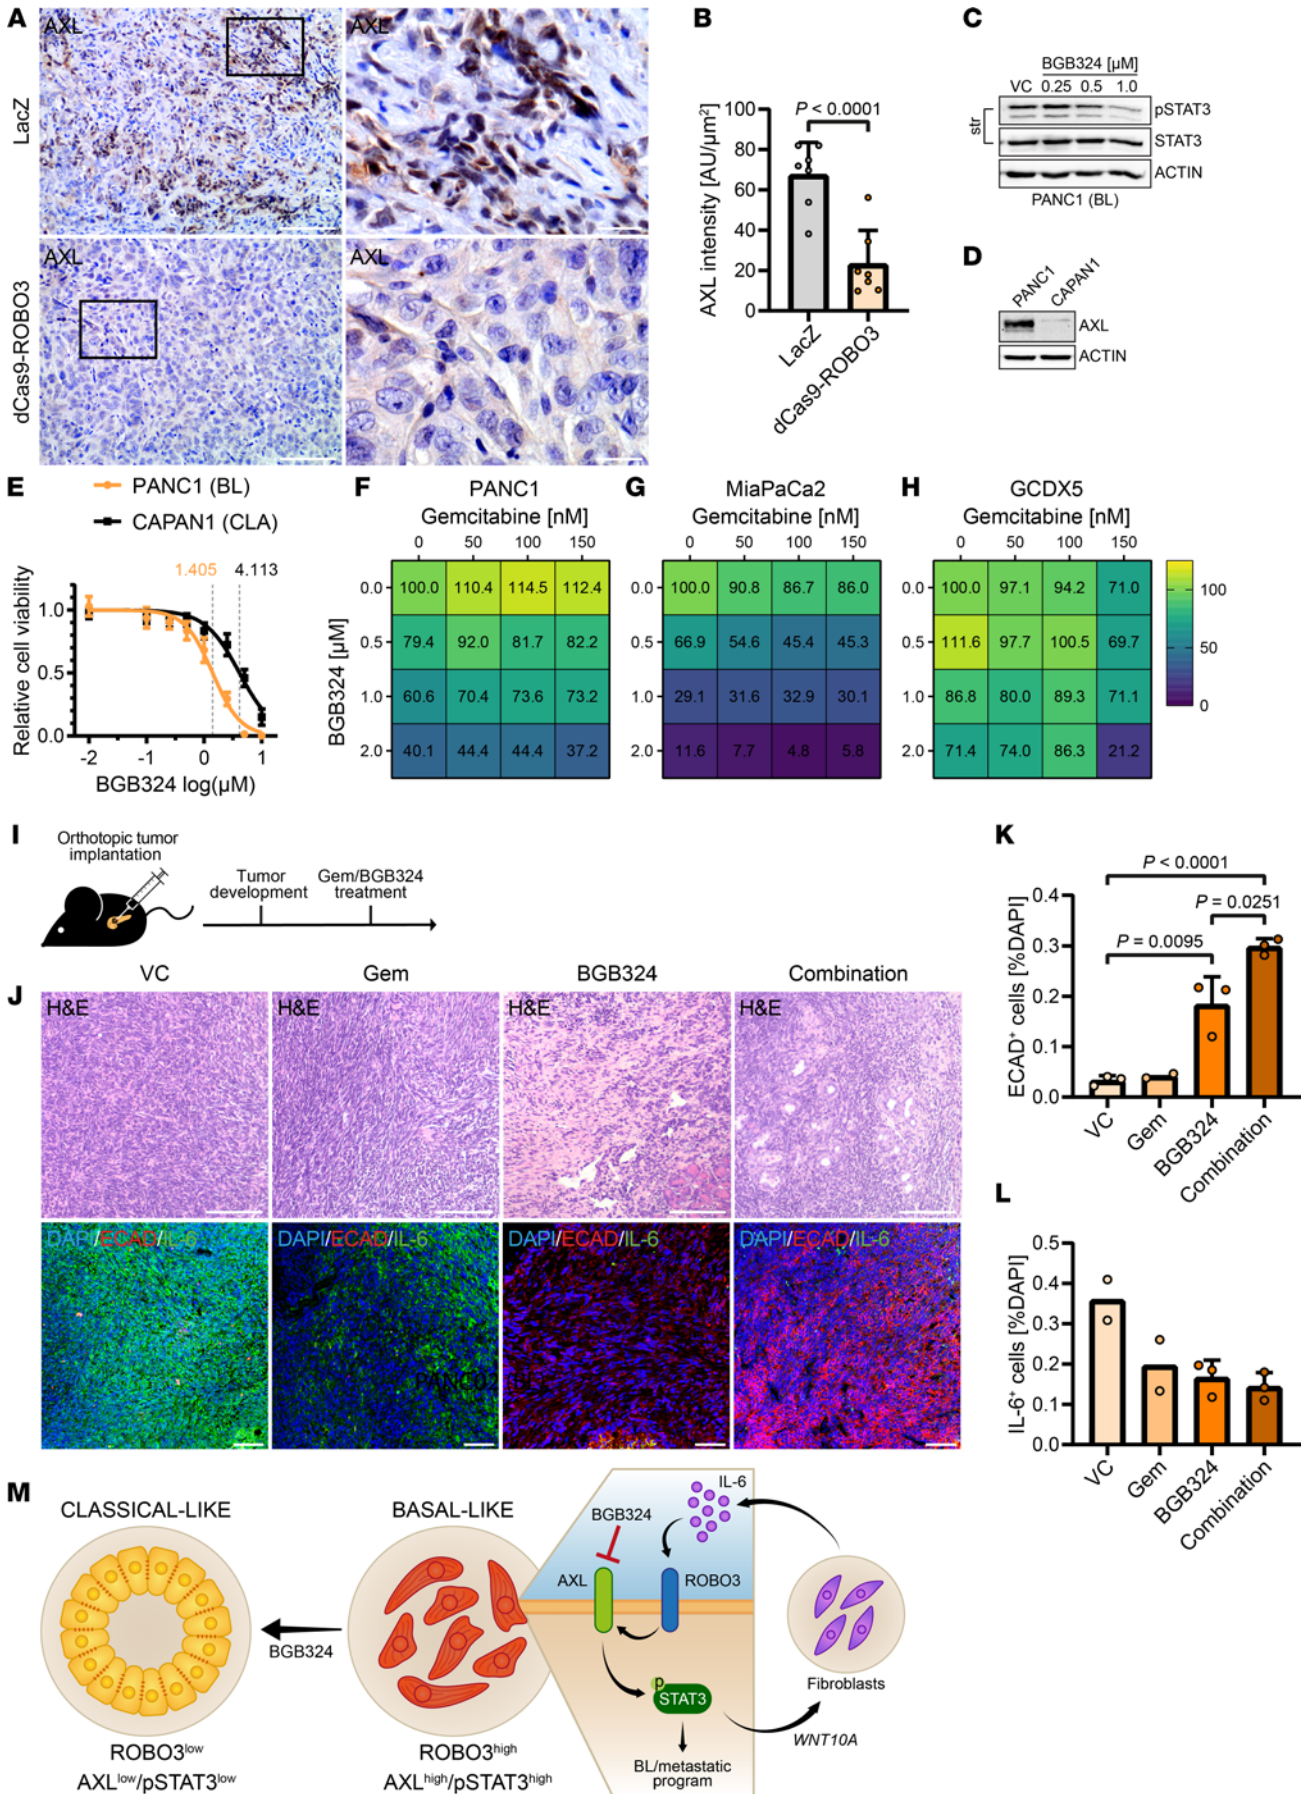 A
AXL
AXL
LacZ
AXL
AXL
dCas9-ROBO3
B
P < 0.0001
AXL intensity [AU/µm²]
100
80
60
40
20
0
LacZ
dCas9-ROBO3
C
BGB324 [µM]
VC 0.25 0.5 1.0
str
pSTAT3
STAT3
ACTIN
PANC1 (BL)
D
PANC1
CAPAN1
AXL
ACTIN
E
PANC1 (BL)
CAPAN1 (CLA)
1.405
4.113
Relative cell viability
1.0
0.5
0.0
-2 -1 0 1
BGB324 log(µM)
F
PANC1
Gemcitabine [nM]
0 50 100 150
BGB324 [µM]
0.0 100.0 110.4 114.5 112.4
0.5 79.4 92.0 81.7 82.2
1.0 60.6 70.4 73.6 73.2
2.0 40.1 44.4 44.4 37.2
G
MiaPaCa2
Gemcitabine [nM]
0 50 100 150
0.0 100.0 90.8 86.7 86.0
0.5 66.9 54.6 45.4 45.3
1.0 29.1 31.6 32.9 30.1
2.0 11.6 7.7 4.8 5.8
H
GCDX5
Gemcitabine [nM]
0 50 100 150
0.0 100.0 97.1 94.2 71.0
0.5 111.6 97.7 100.5 69.7
1.0 86.8 80.0 89.3 71.1
2.0 71.4 74.0 86.3 21.2
100
50
0
I
Orthotopic tumor
implantation
Tumor
development
Gem/BGB324
treatment
J
VC
Gem
BGB324
Combination
H&E
H&E
H&E
H&E
DAPI/ECAD/IL-6
DAPI/ECAD/IL-6
DAPI/ECAD/IL-6
DAPI/ECAD/IL-6
K
P < 0.0001
P = 0.0251
P = 0.0095
ECAD⁺ cells [%DAPI]
0.4
0.3
0.2
0.1
0.0
VC
Gem
BGB324
Combination
L
IL-6⁺ cells [%DAPI]
0.5
0.4
0.3
0.2
0.1
0.0
VC
Gem
BGB324
Combination
M
CLASSICAL-LIKE
BGB324
ROBO3low
AXLlow/pSTAT3low
BASAL-LIKE
ROBO3high
AXLhigh/pSTAT3high
BGB324
IL-6
AXL
ROBO3
p
STAT3
BL/metastatic
program
WNT10A
Fibroblasts